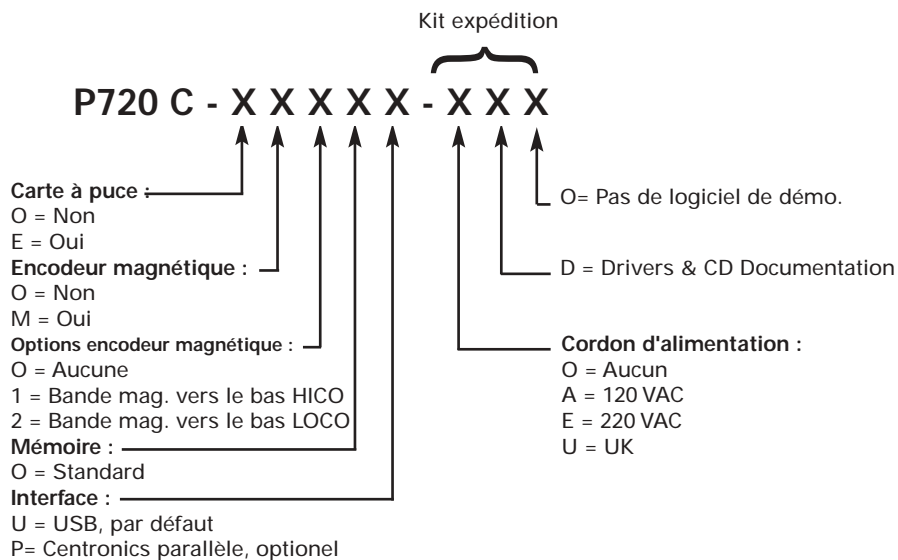 Kit expédition
P720 C - X X X X X - X X X
Carte à puce :
O = Non
E = Oui
Encodeur magnétique :
O = Non
M = Oui
Options encodeur magnétique :
O = Aucune
1 = Bande mag. vers le bas HICO
2 = Bande mag. vers le bas LOCO
Mémoire :
O = Standard
Interface :
U = USB, par défaut
P= Centronics parallèle, optionel
O= Pas de logiciel de démo.
D = Drivers & CD Documentation
Cordon d'alimentation :
O = Aucun
A = 120 VAC
E = 220 VAC
U = UK